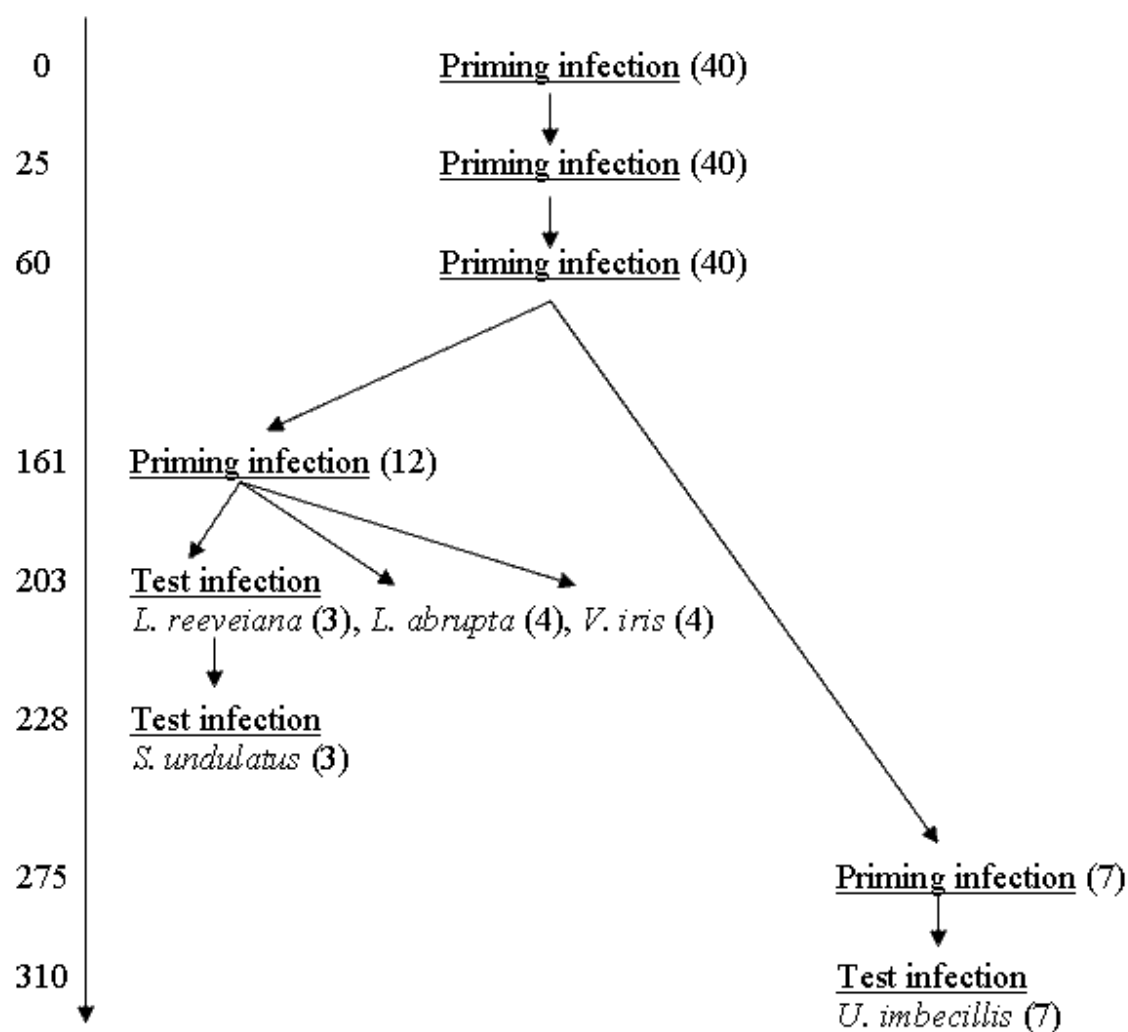 0 Priming infection (40)
25 Priming infection (40)
60 Priming infection (40)
161 Priming infection (12)
203 Test infection
L. reeveiana (3), L. abrupta (4), V. iris (4)
228 Test infection
S. undulatus (3)
275 Priming infection (7)
310 Test infection
U. imbecillis (7)